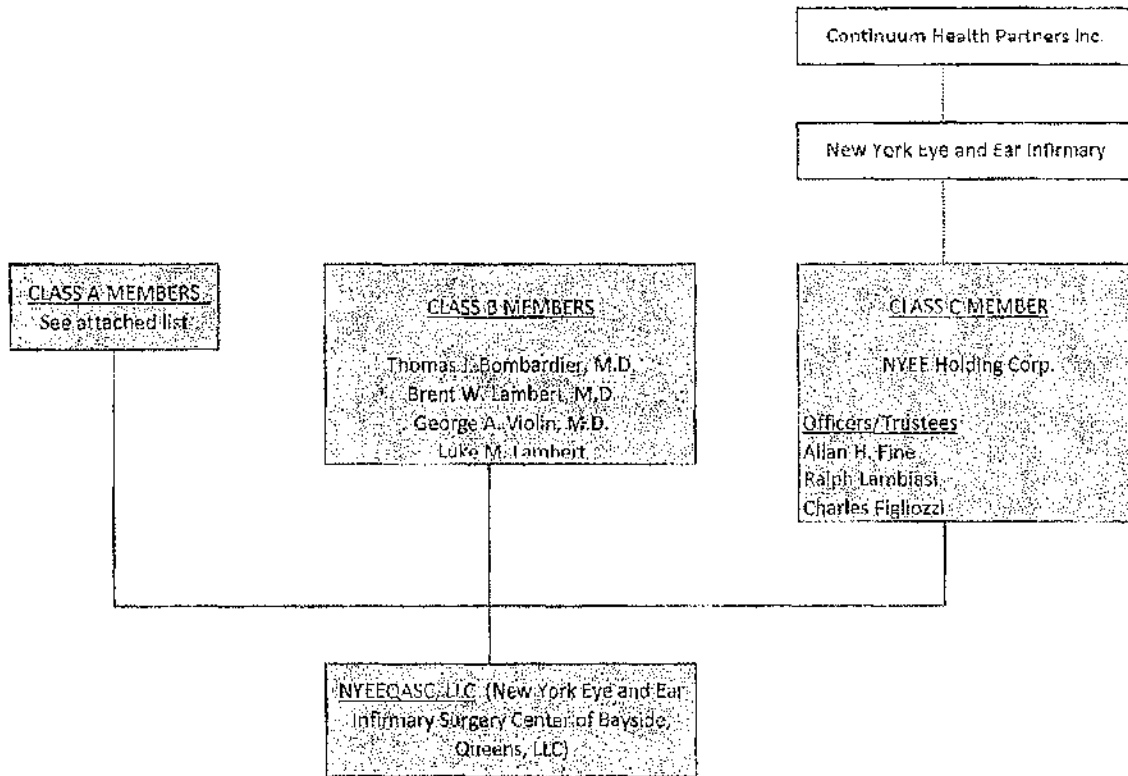 Continuum Health Partners Inc.
New York Eye and Ear Infirmary
CLASS A MEMBERS
See attached list
CLASS B MEMBERS
Thomas J. Bombardier, M.D.
Brent W. Lambert, M.D.
George A. Violin, M.D.
Luke M. Lambert
CLASS C MEMBER
NYEE Holding Corp.
Officers/Trustees
Allan H. Fine
Ralph Lambiasi
Charles Figliozzi
NYEEQASC, LLC (New York Eye and Ear
Infirmary Surgery Center of Bayside,
Queens, LLC)